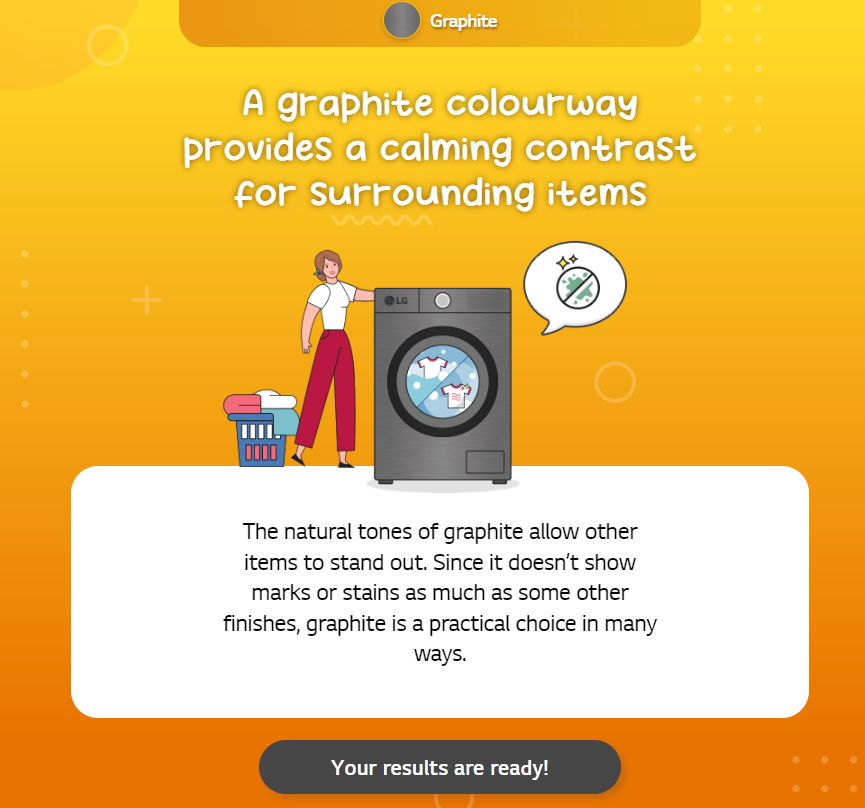 Graphite
A graphite colourway
provides a calming contrast
for surrounding items
LG
The natural tones of graphite allow other
items to stand out. Since it doesn't show
marks or stains as much as some other
finishes, graphite is a practical choice in many
ways.
Your results are ready!